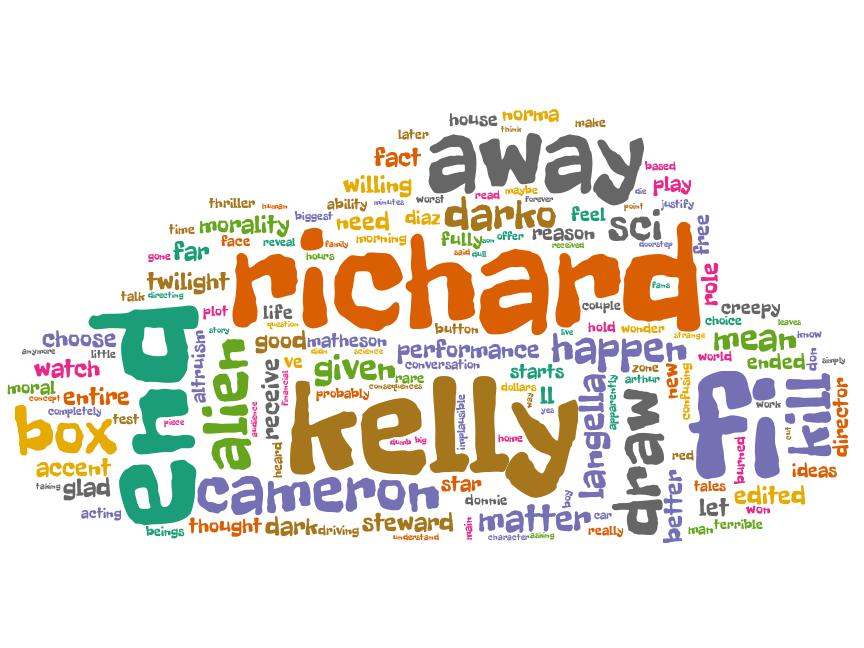 house norma
later think make
fact away based
willing worst read maybe forever die play
thriller human ability minutes point justify
biggest need diaz darko feel sci free
time morality morning fully son offer reason received doorstep
gone far face reveal family hours said dull
twilight richard fans role
talk directing couple creepy
plot life button hold wonder choice leaves
question live strange
choose end story good matheson performance happen mean know
anymore little altruism alien didn science conversation world don simply
watch ve given rare starts zone new ended
moral financial consequences dollars arthur confusing
concept entire receive probably kelly ll langella apparently draw fi kill director
completely test piece audience implausible way yes work cut
box heard dumb big home red burned
accent cameron star tales ideas
taking glad donnie boy better let edited
acting main matter car won
beings thought dark driving steward really man terrible
understand character asking